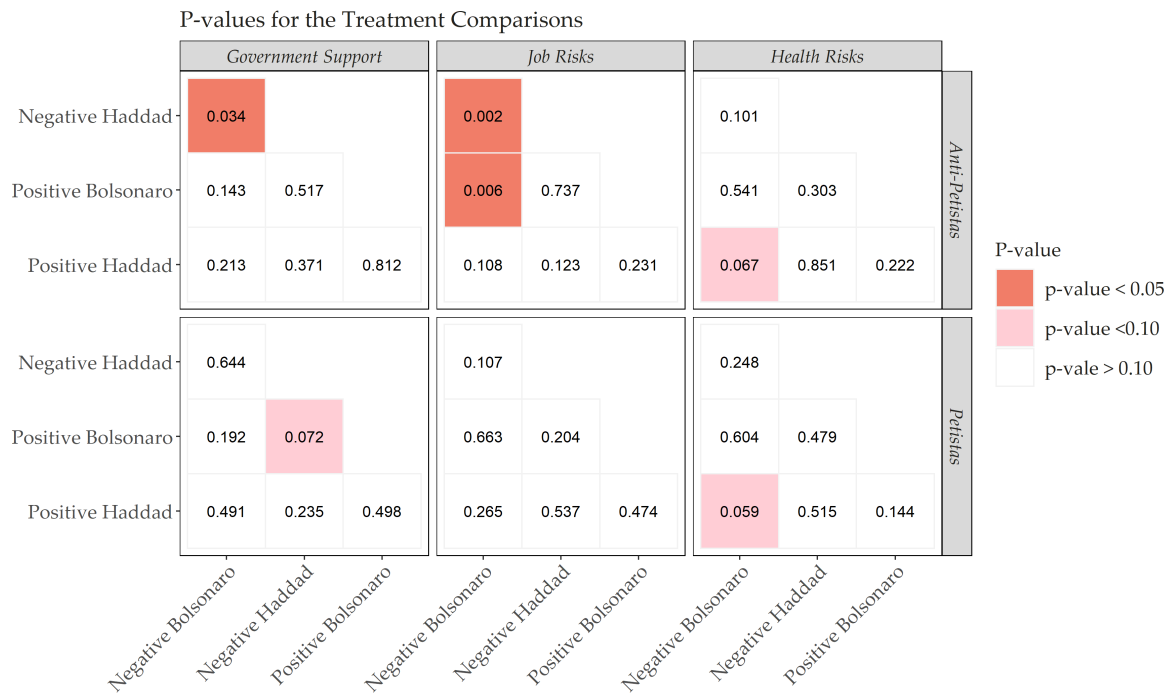 P-values for the Treatment Comparisons
Government Support
Job Risks
Health Risks
Negative Haddad
0.034
0.002
0.101
Positive Bolsonaro
0.143
0.517
0.006
0.737
0.541
0.303
Positive Haddad
0.213
0.371
0.812
0.108
0.123
0.231
0.067
0.851
0.222
Anti-Petistas
Negative Haddad
0.644
0.107
0.248
Positive Bolsonaro
0.192
0.072
0.663
0.204
0.604
0.479
Positive Haddad
0.491
0.235
0.498
0.265
0.537
0.474
0.059
0.515
0.144
Petistas
Negative Bolsonaro
Negative Haddad
Positive Bolsonaro
Negative Bolsonaro
Negative Haddad
Positive Bolsonaro
Negative Bolsonaro
Negative Haddad
Positive Bolsonaro
P-value
p-value < 0.05
p-value <0.10
p-vale > 0.10